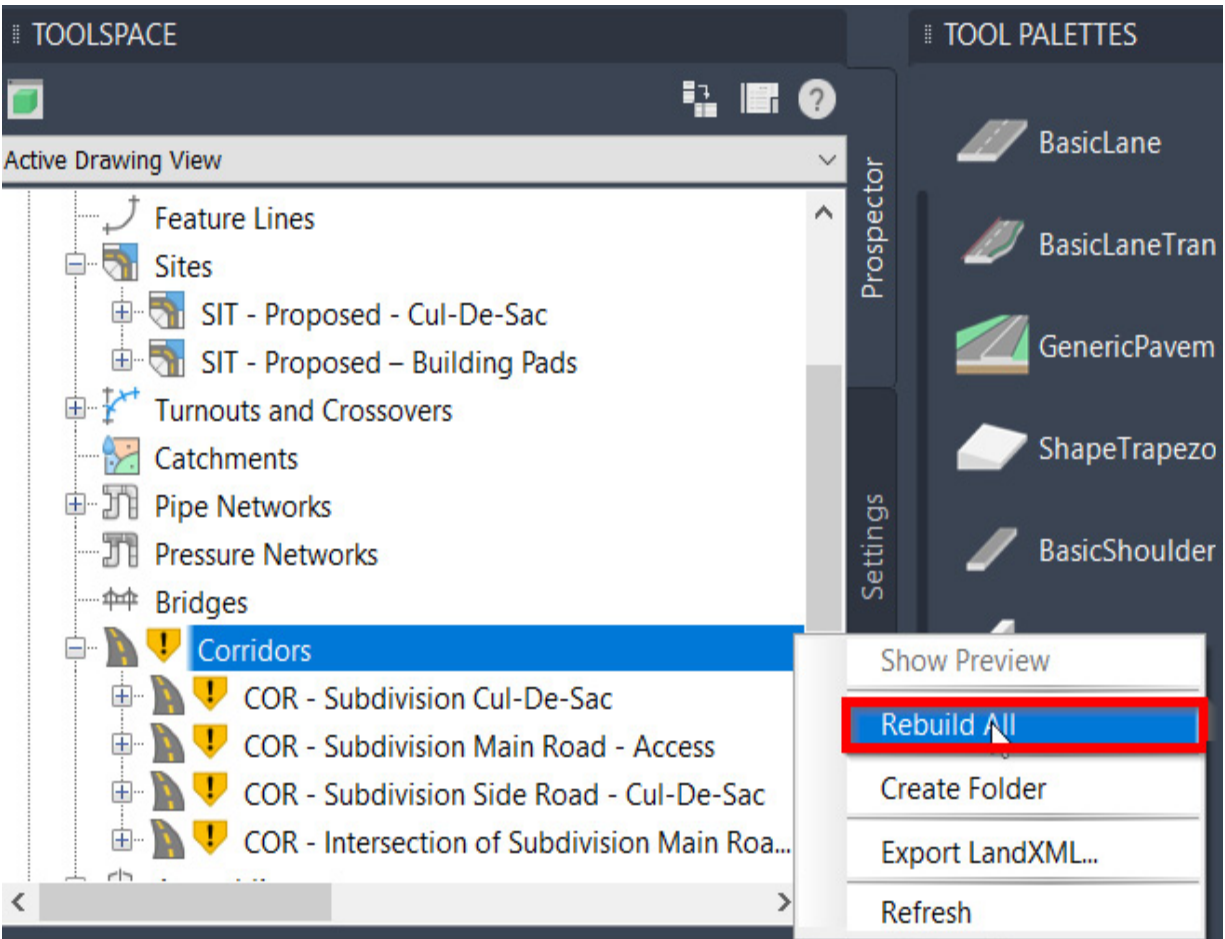 TOOLSPACE
Active Drawing View
Feature Lines
Sites
SIT - Proposed - Cul-De-Sac
SIT - Proposed – Building Pads
Turnouts and Crossovers
Catchments
Pipe Networks
Pressure Networks
Bridges
Corridors
COR - Subdivision Cul-De-Sac
COR - Subdivision Main Road - Access
COR - Subdivision Side Road - Cul-De-Sac
COR - Intersection of Subdivision Main Roa...
Prospector
Settings
Show Preview
Rebuild All
Create Folder
Export LandXML...
Refresh
TOOL PALETTES
BasicLane
BasicLaneTran
GenericPavem
ShapeTrapezo
BasicShoulder